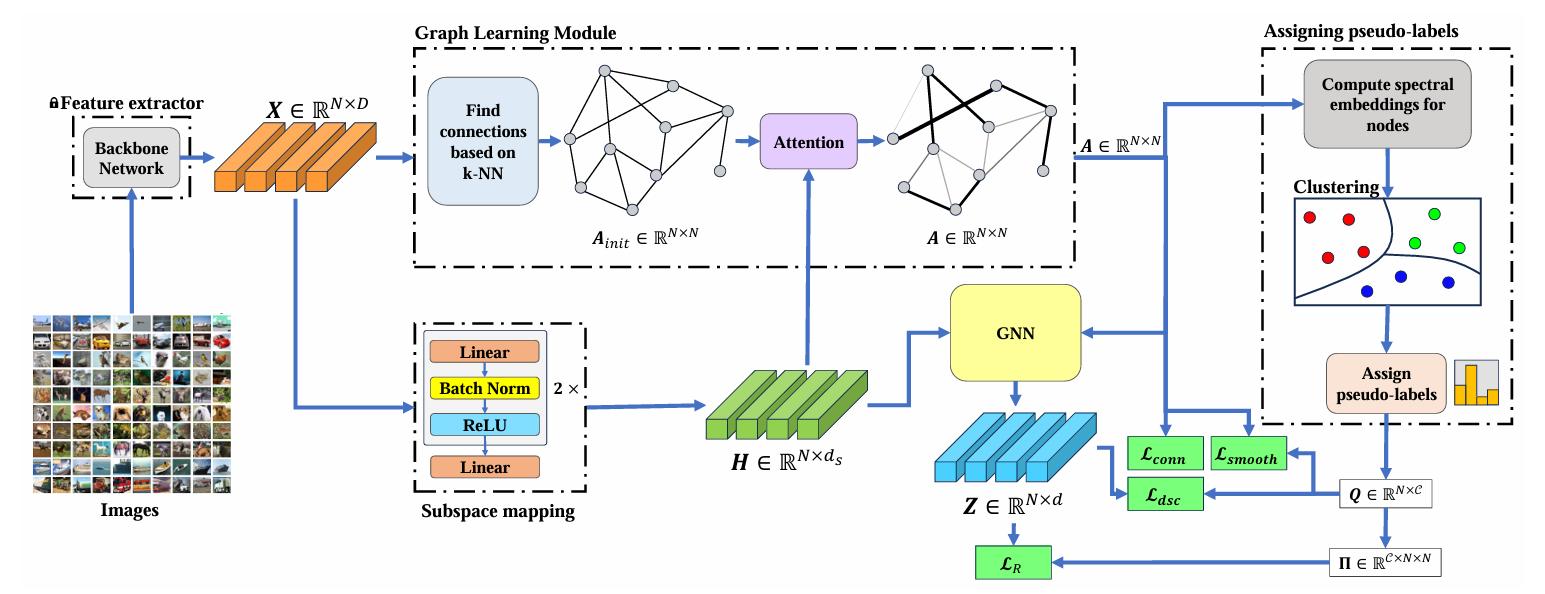 Graph Learning Module
Assigning pseudo-labels
Feature extractor
Backbone
Network
X ∈ ℝ^{N×D}
Find
connections
based on
k-NN
A_{init} ∈ ℝ^{N×N}
Attention
A ∈ ℝ^{N×N}
A ∈ ℝ^{N×N}
Compute spectral
embeddings for
nodes
Clustering
Assign
pseudo-labels
Images
Linear
Batch Norm
ReLU
Linear
2 ×
Subspace mapping
H ∈ ℝ^{N×d_s}
GNN
Z ∈ ℝ^{N×d}
ℒ_{conn}
ℒ_{smooth}
ℒ_{dsc}
Q ∈ ℝ^{N×𝒞}
ℒ_R
Π ∈ ℝ^{𝒞×N×N}